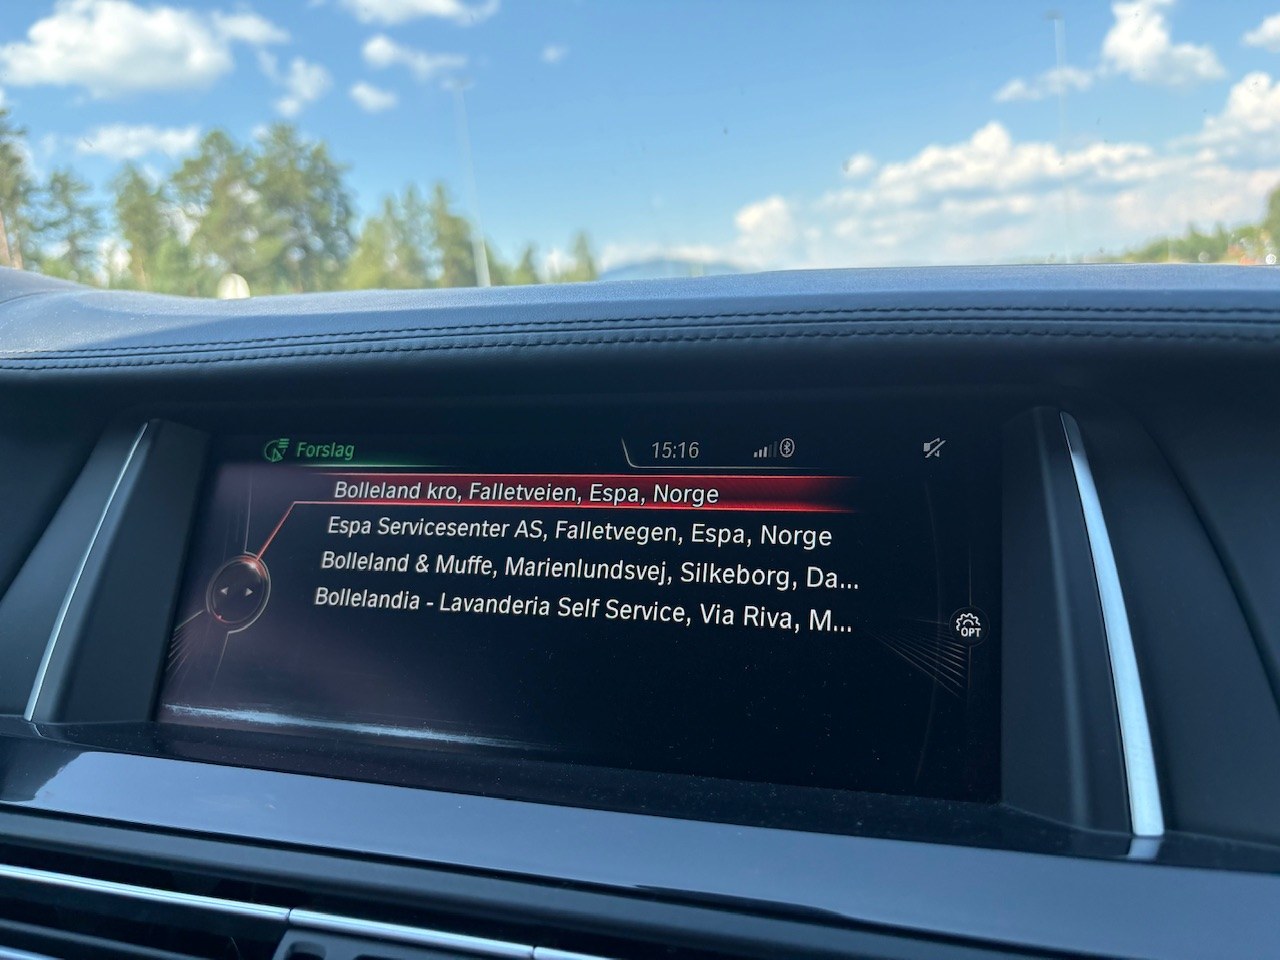 Forslag
15:16
Bolleland kro, Falletveien, Espa, Norge
Espa Servicesenter AS, Falletvegen, Espa, Norge
Bolleland & Muffe, Marienlundsvej, Silkeborg, Da...
Bollelandia - Lavanderia Self Service, Via Riva, M...
OPT